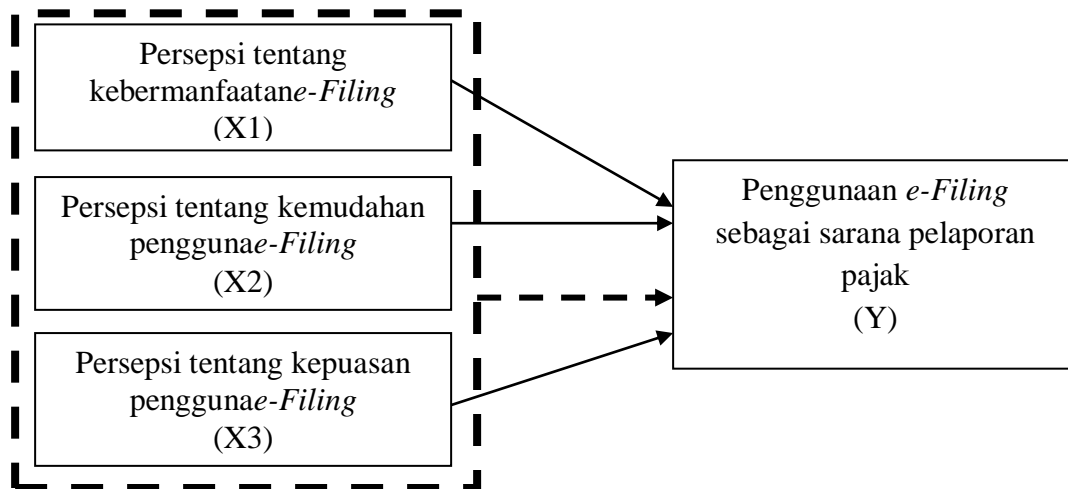 Persepsi tentang
kebermanfaatane-Filing
(X1)
Persepsi tentang kemudahan
penggunae-Filing
(X2)
Persepsi tentang kepuasan
penggunae-Filing
(X3)
Penggunaan e-Filing
sebagai sarana pelaporan
pajak
(Y)